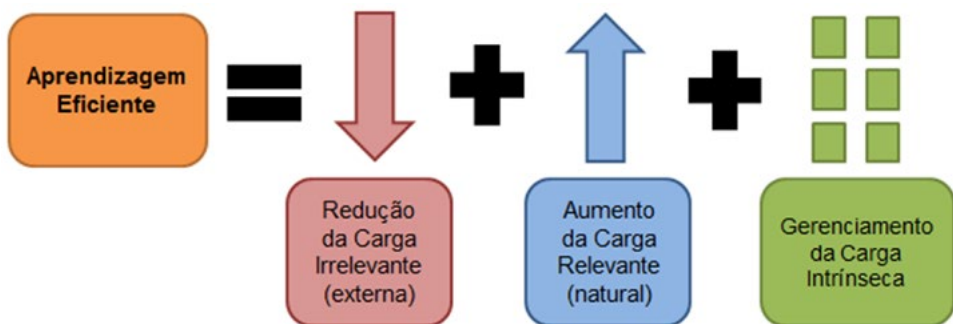 Aprendizagem
Eficiente
Redução
da Carga
Irrelevante
(externa)
Aumento
da Carga
Relevante
(natural)
Gerenciamento
da Carga
Intrínseca